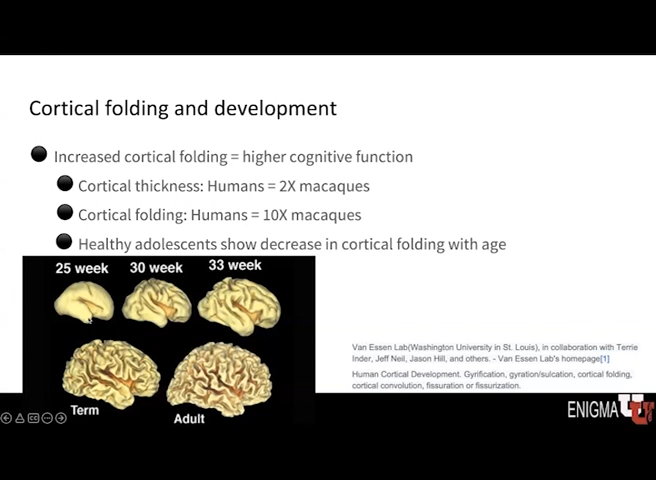 Cortical folding and development
Increased cortical folding = higher cognitive function
Cortical thickness: Humans = 2X macaques
Cortical folding: Humans = 10X macaques
Healthy adolescents show decrease in cortical folding with age
25 week 30 week 33 week
Term Adult
Van Essen Lab(Washington University in St. Louis), in collaboration with Terrie
Inder, Jeff Neil, Jason Hill, and others. - Van Essen Lab's homepage[1]
Human Cortical Development. Gyrification, gyration/sulcation, cortical folding,
cortical convolution, fissuration or fissurization.
ENIGMA